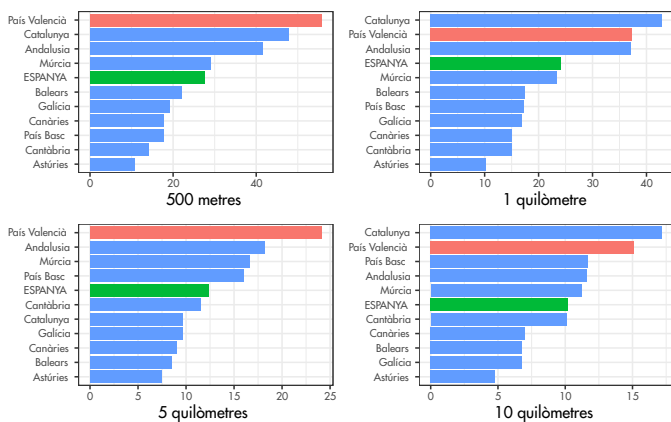 País Valencià
Catalunya
Andalusia
Múrcia
ESPANYA
Balears
Galícia
Canàries
País Basc
Cantàbria
Astúries
0 20 40
500 metres
Catalunya
País Valencià
Andalusia
ESPANYA
Múrcia
Balears
País Basc
Galícia
Canàries
Cantàbria
Astúries
0 10 20 30 40
1 quilòmetre
País Valencià
Andalusia
Múrcia
País Basc
ESPANYA
Cantàbria
Catalunya
Galícia
Canàries
Balears
Astúries
0 5 10 15 20 25
5 quilòmetres
Catalunya
País Valencià
País Basc
Andalusia
Múrcia
ESPANYA
Cantàbria
Canàries
Balears
Galícia
Astúries
0 5 10 15
10 quilòmetres